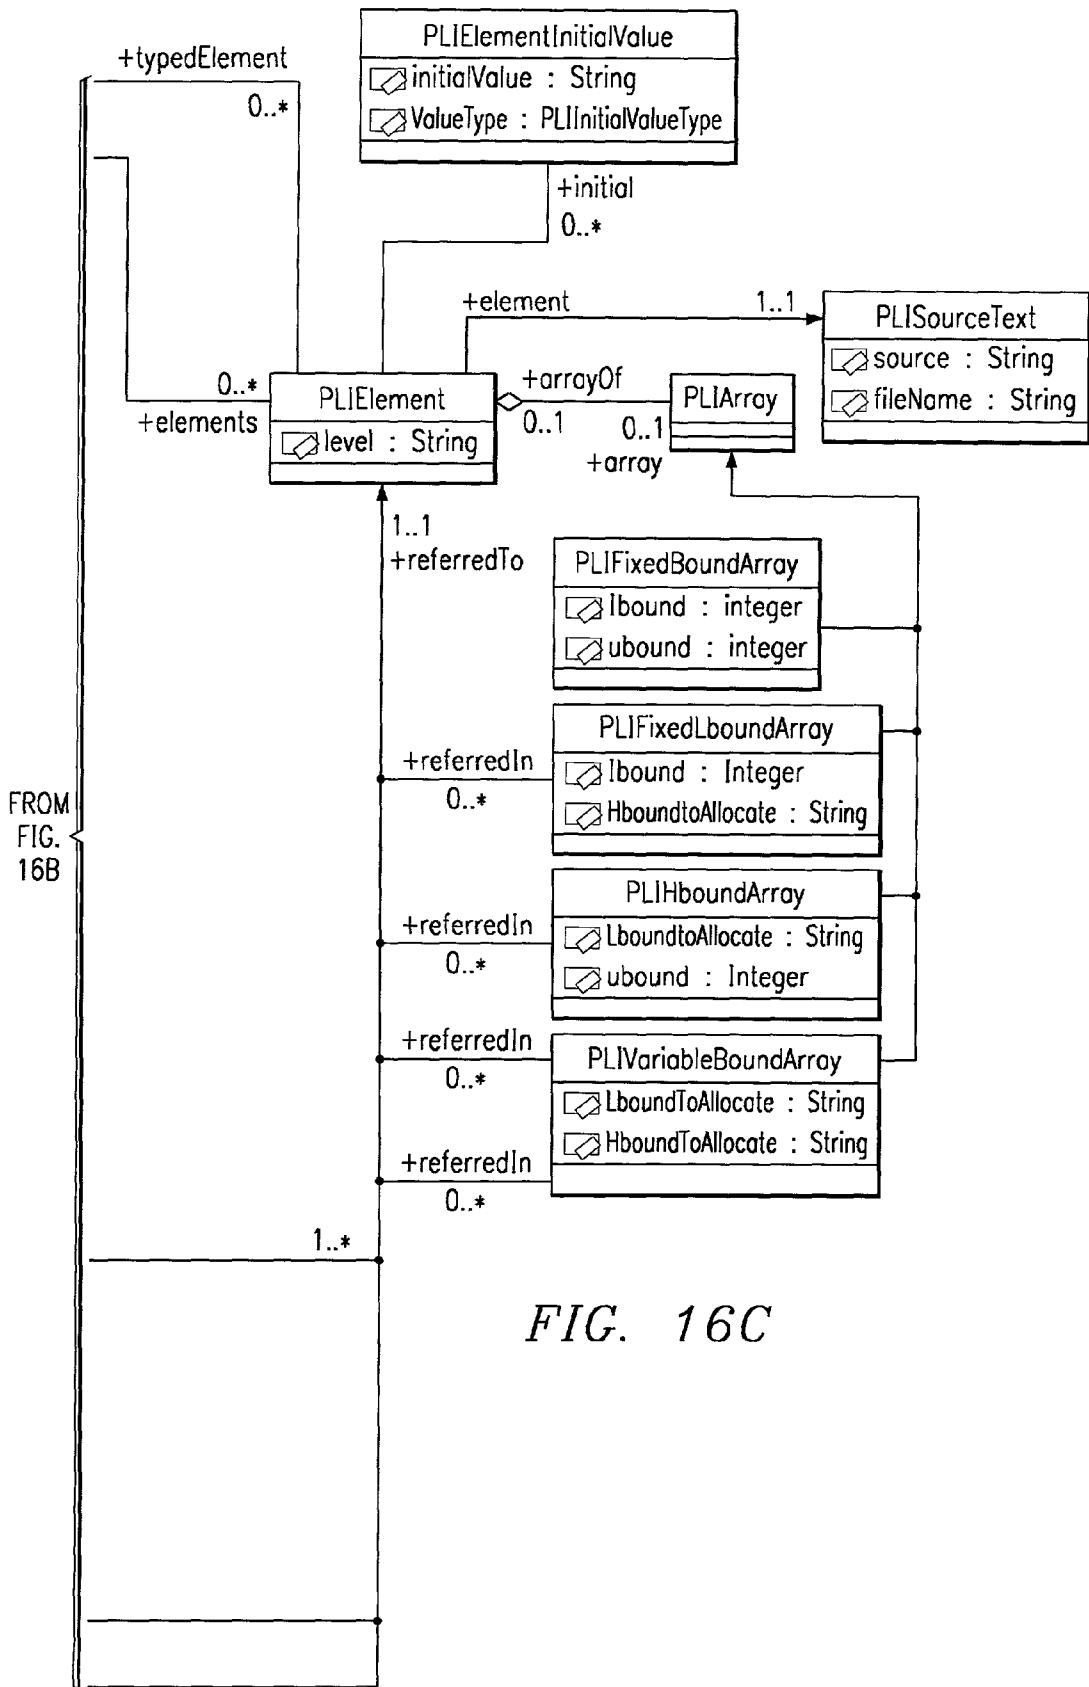 PLIElementInitialValue
initialValue : String
ValueType : PLIInitialValueType
+typedElement
0..*
+initial
0..*
+element
1..1
PLISourceText
source : String
fileName : String
0..*
+elements
PLIElement
level : String
+arrayOf
0..1
0..1
+array
PLIArray
1..1
+referredTo
PLIFixedBoundArray
lbound : integer
ubound : integer
PLIFixedLboundArray
lbound : Integer
HboundtoAllocate : String
+referredIn
0..*
FROM
FIG.
16B
PLIHboundArray
LboundtoAllocate : String
ubound : Integer
+referredIn
0..*
PLIVariableBoundArray
LboundToAllocate : String
HboundToAllocate : String
+referredIn
0..*
+referredIn
0..*
1..*
FIG. 16C